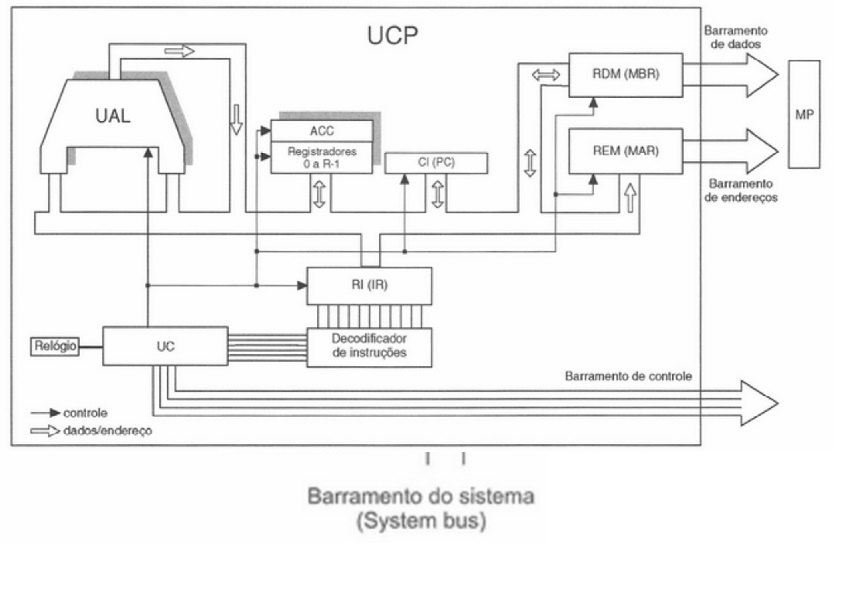 UCP
Barramento
de dados
RDM (MBR)
MP
UAL
ACC
Registradores
0 a R-1
CI (PC)
REM (MAR)
Barramento
de endereços
RI (IR)
Relógio
UC
Decodificador
de instruções
Barramento de controle
controle
dados/endereço
Barramento do sistema
(System bus)